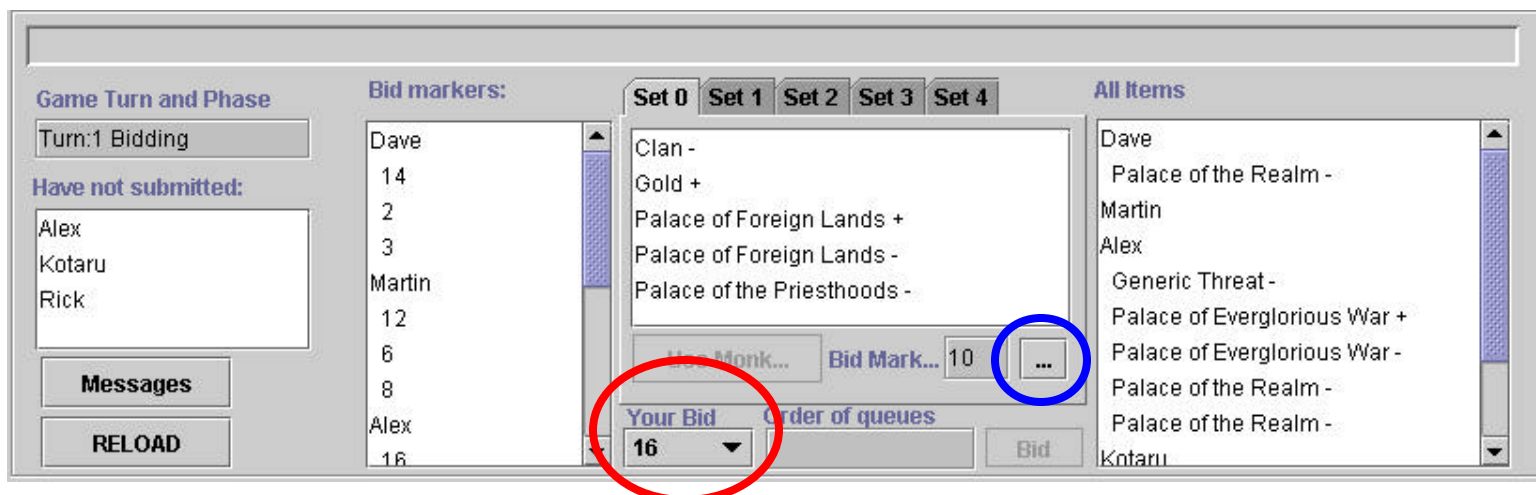 Game Turn and Phase
Turn:1 Bidding
Have not submitted:
Alex
Kotaru
Rick
Messages
RELOAD
Bid markers:
Dave
14
2
3
Martin
12
6
8
Alex
16
Set 0 Set 1 Set 2 Set 3 Set 4
Clan -
Gold +
Palace of Foreign Lands +
Palace of Foreign Lands -
Palace of the Priesthoods -
Use Monk... Bid Mark... 10 ...
Your Bid Order of queues
16 Bid
All Items
Dave
Palace of the Realm -
Martin
Alex
Generic Threat -
Palace of Everglorious War +
Palace of Everglorious War -
Palace of the Realm -
Palace of the Realm -
Kotaru